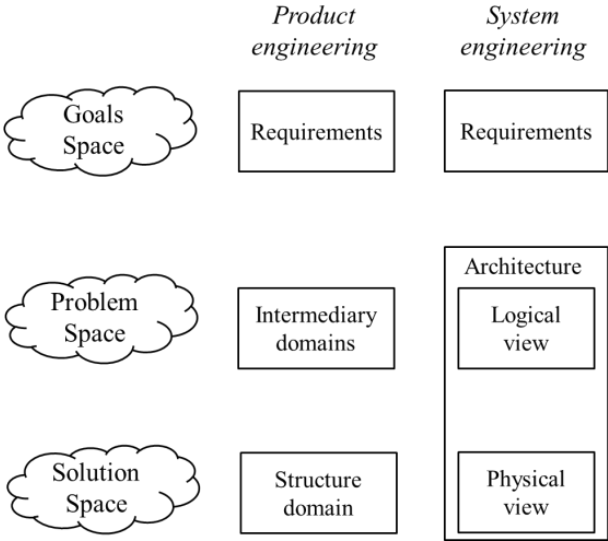 Product
engineering
System
engineering
Goals
Space
Requirements
Requirements
Architecture
Problem
Space
Intermediary
domains
Logical
view
Solution
Space
Structure
domain
Physical
view